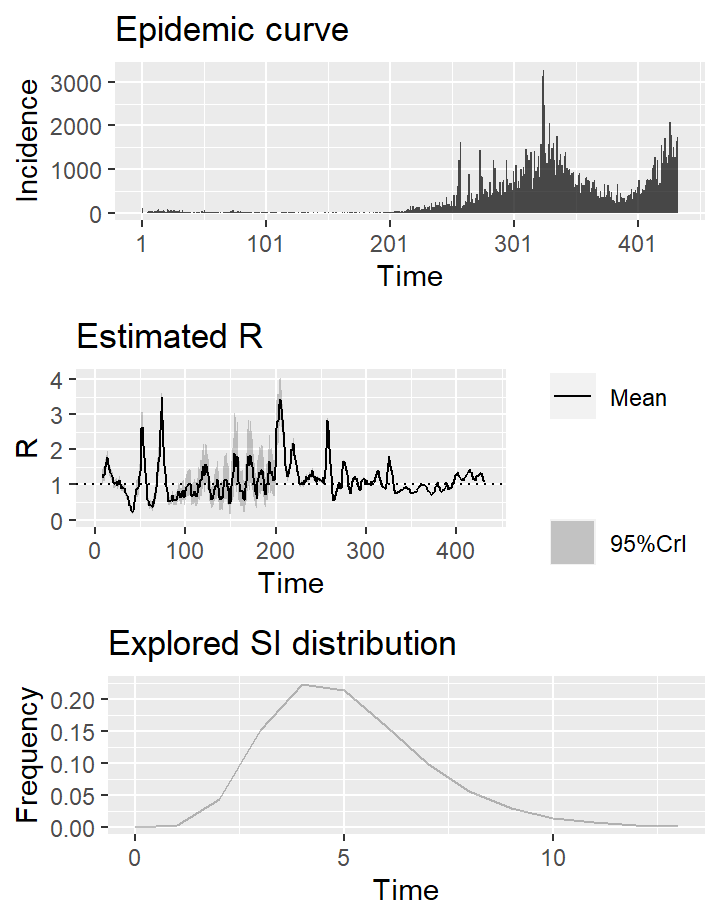 Epidemic curve
3000
2000
1000
0
Incidence
1 101 201 301 401
Time
Estimated R
4
3
2
1
0
R
0 100 200 300 400
Time
Mean
95%CrI
Explored SI distribution
0.20
0.15
0.10
0.05
0.00
Frequency
0 5 10
Time